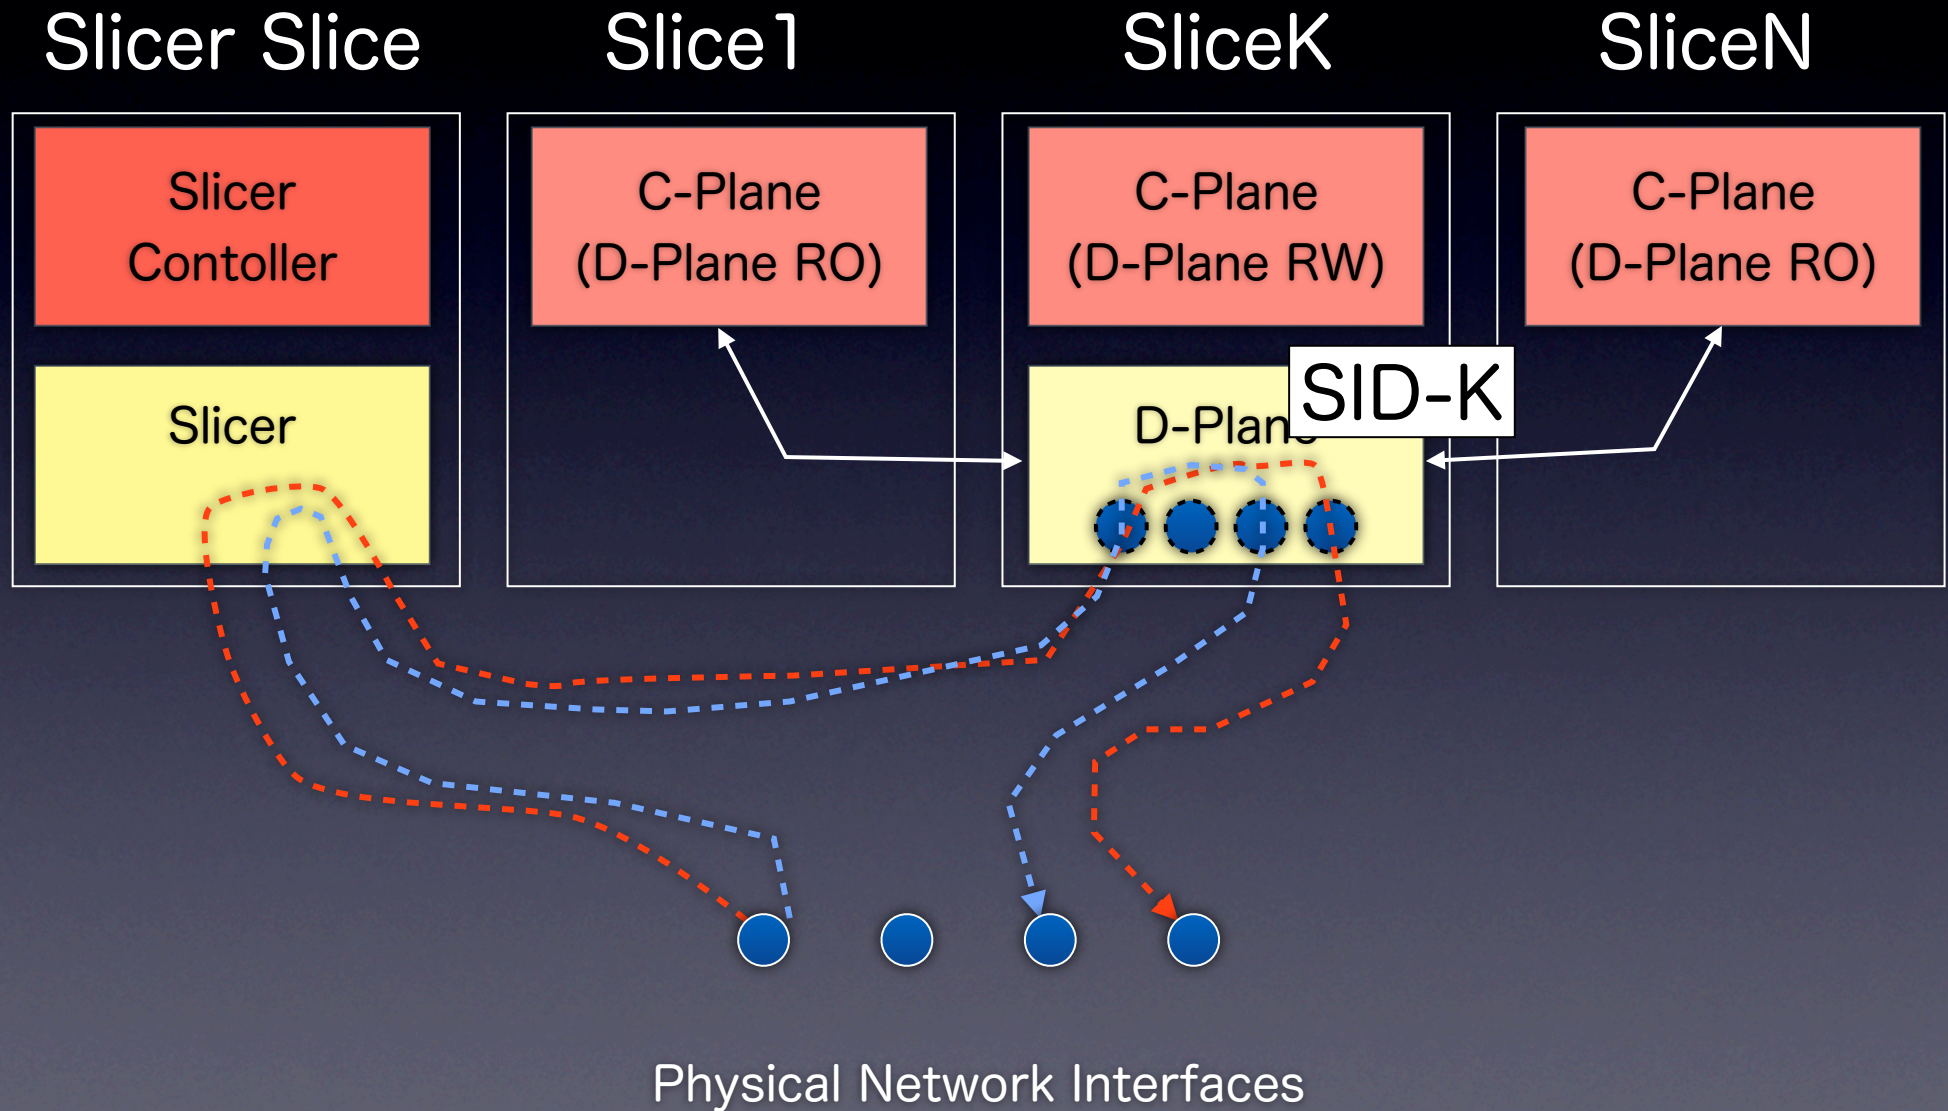 Slicer Slice
Slice1
SliceK
SliceN
Slicer
Contoller
C-Plane
(D-Plane RO)
C-Plane
(D-Plane RW)
C-Plane
(D-Plane RO)
Slicer
D-Plane
SID-K
Physical Network Interfaces